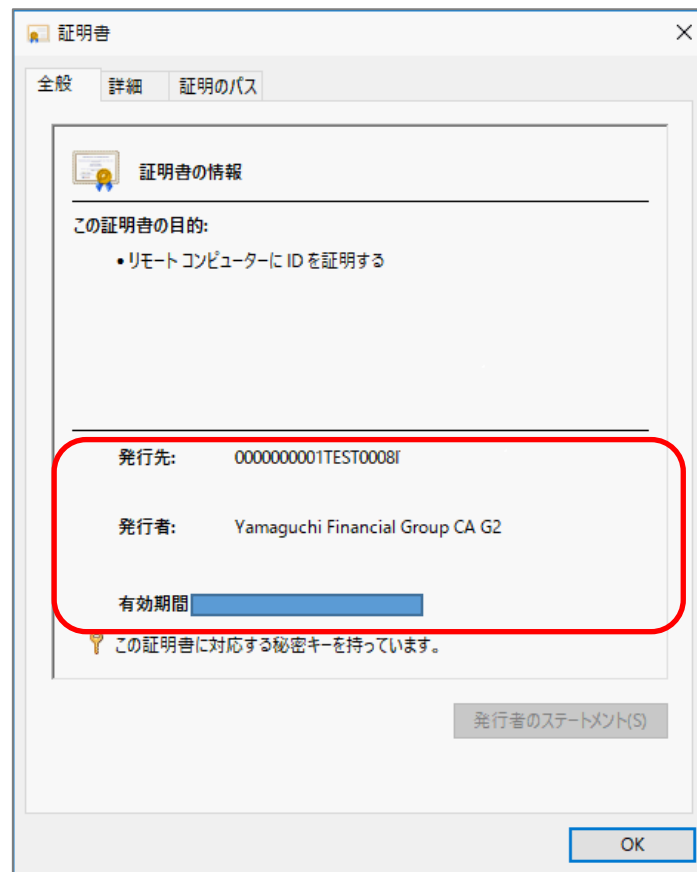 証明書
全般
詳細
証明のパス
証明書の情報
この証明書の目的:
• リモート コンピューターに ID を証明する
発行先: 0000000001TEST0008
発行者: Yamaguchi Financial Group CA G2
有効期間
この証明書に対応する秘密キーを持っています。
発行者のステートメント(S)
OK